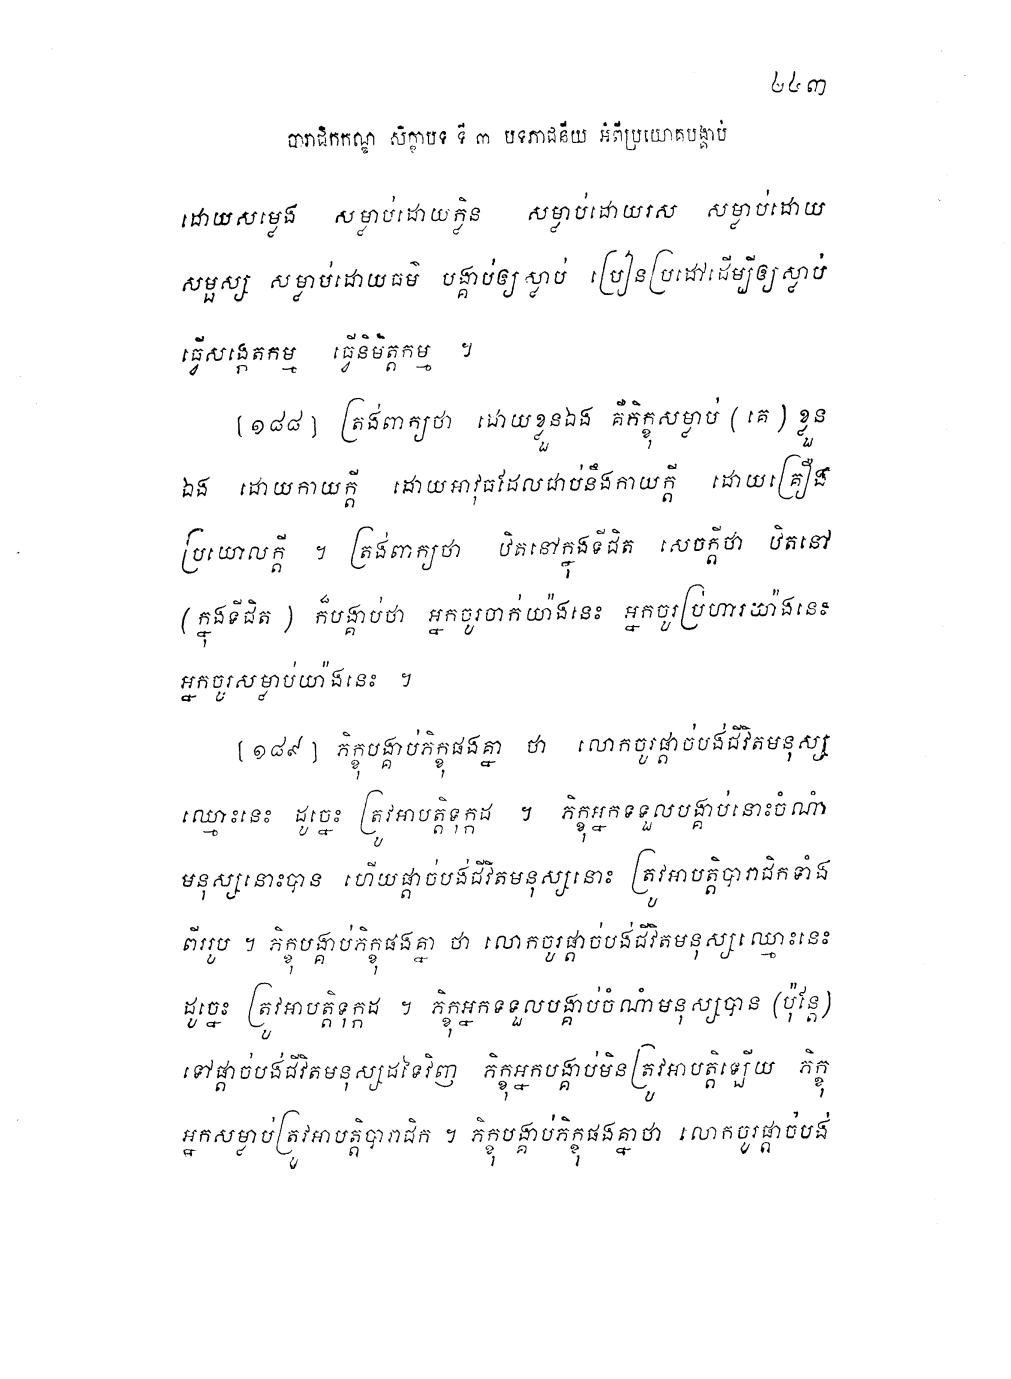 ៤៤៣
បារាជិកកណ្ឌ សិក្ខាបទ ទី ៣ បទភាជនីយ អំពីប្រយោគបង្គាប់
ដោយសម្លេង សម្លាប់ដោយក្លិន សម្លាប់ដោយរស សម្លាប់ដោយ
សម្ផស្ស សម្លាប់ដោយធម៌ បង្គាប់ឲ្យស្លាប់ ប្រៀនប្រដៅដើម្បីឲ្យស្លាប់
ធ្វើសង្កេតកម្ម ធ្វើនិមិត្តកម្ម ។
[១៨៨] ត្រង់ពាក្យថា ដោយខ្លួនឯង គឺភិក្ខុសម្លាប់ (គេ) ខ្លួន
ឯង ដោយកាយក្តី ដោយអាវុធដែលជាប់នឹងកាយក្តី ដោយគ្រឿង
ប្រយោលក្តី ។ ត្រង់ពាក្យថា ឋិតនៅក្នុងទីជិត សេចក្តីថា ឋិតនៅ
(ក្នុងទីជិត) ក៏បង្គាប់ថា អ្នកចូរចាក់យ៉ាងនេះ អ្នកចូរប្រហារយ៉ាងនេះ
អ្នកចូរសម្លាប់យ៉ាងនេះ ។
[១៨៩] ភិក្ខុបង្គាប់ភិក្ខុផងគ្នា ថា លោកចូរផ្តាច់បង់ជីវិតមនុស្ស
ឈ្មោះនេះ ដូច្នេះ ត្រូវអាបត្តិទុក្កដ ។ ភិក្ខុអ្នកទទួលបង្គាប់នោះចំណាំ
មនុស្សនោះបាន ហើយផ្តាច់បង់ជីវិតមនុស្សនោះ ត្រូវអាបត្តិបារាជិកទាំង
ពីររូប ។ ភិក្ខុបង្គាប់ភិក្ខុផងគ្នា ថា លោកចូរផ្តាច់បង់ជីវិតមនុស្សឈ្មោះនេះ
ដូច្នេះ ត្រូវអាបត្តិទុក្កដ ។ ភិក្ខុអ្នកទទួលបង្គាប់ចំណាំមនុស្សបាន (ប៉ុន្តែ)
ទៅផ្តាច់បង់ជីវិតមនុស្សដទៃវិញ ភិក្ខុអ្នកបង្គាប់មិនត្រូវអាបត្តិឡើយ ភិក្ខុ
អ្នកសម្លាប់ត្រូវអាបត្តិបារាជិក ។ ភិក្ខុបង្គាប់ភិក្ខុផងគ្នាថា លោកចូរផ្តាច់បង់